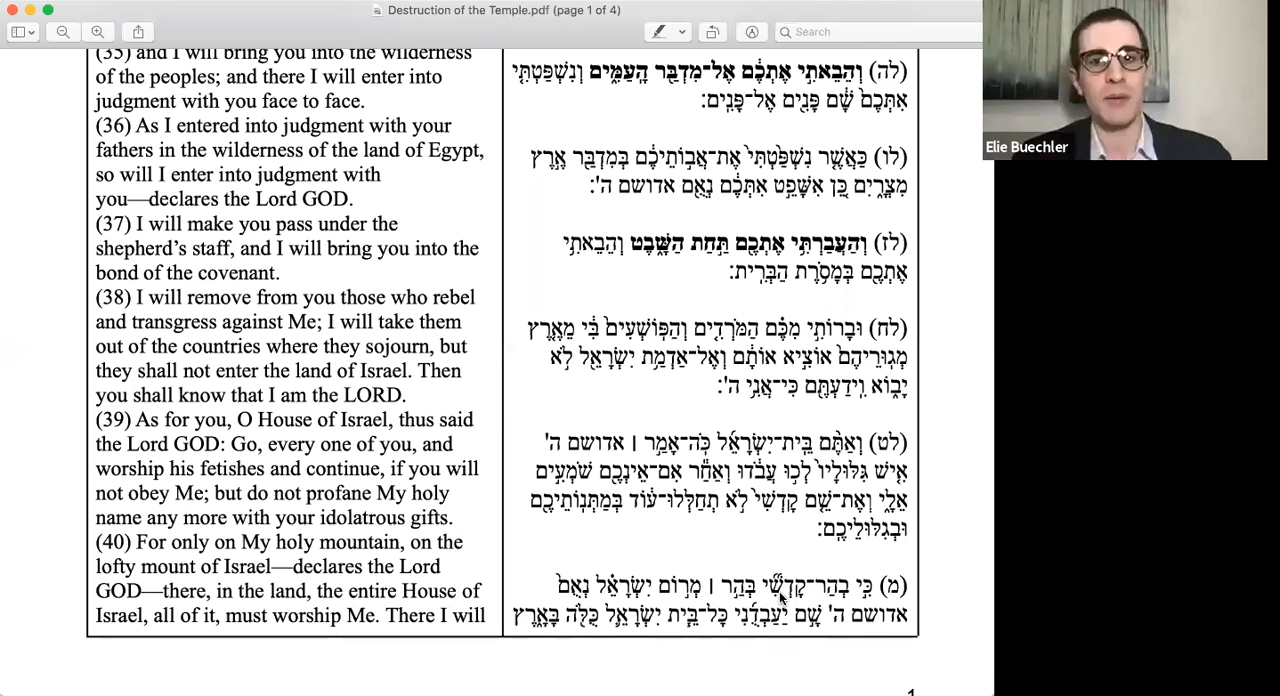 Destruction of the Temple.pdf (page 1 of 4)
Search
Elie Buechler
(35) and I will bring you into the wilderness
of the peoples; and there I will enter into
judgment with you face to face.
(36) As I entered into judgment with your
fathers in the wilderness of the land of Egypt,
so will I enter into judgment with
you—declares the Lord GOD.
(37) I will make you pass under the
shepherd’s staff, and I will bring you into the
bond of the covenant.
(38) I will remove from you those who rebel
and transgress against Me; I will take them
out of the countries where they sojourn, but
they shall not enter the land of Israel. Then
you shall know that I am the LORD.
(39) As for you, O House of Israel, thus said
the Lord GOD: Go, every one of you, and
worship his fetishes and continue, if you will
not obey Me; but do not profane My holy
name any more with your idolatrous gifts.
(40) For only on My holy mountain, on the
lofty mount of Israel—declares the Lord
GOD—there, in the land, the entire House of
Israel, all of it, must worship Me. There I will
(לה) וְהֵבֵאתִ֣י אֶתְכֶ֔ם אֶל־מִדְבַּ֖ר הָֽעַמִּ֑ים וְנִשְׁפַּטְתִּ֤י
אִתְּכֶם֙ שָׁ֔ם פָּנִ֖ים אֶל־פָּנִֽים׃
(לו) כַּאֲשֶׁ֤ר נִשְׁפַּ֙טְתִּי֙ אֶת־אֲב֣וֹתֵיכֶ֔ם בְּמִדְבַּ֖ר אֶ֣רֶץ
מִצְרָ֑יִם כֵּ֚ן אִשָּׁפֵ֣ט אִתְּכֶ֔ם נְאֻ֖ם אדושם ה'׃
(לז) וְהַעֲבַרְתִּ֥י אֶתְכֶ֖ם תַּ֣חַת הַשָּׁ֑בֶט וְהֵבֵאתִ֥י
אֶתְכֶ֖ם בְּמָסֹ֥רֶת הַבְּרִֽית׃
(לח) וּבָרוֹתִ֣י מִכֶּ֗ם הַמֹּרְדִ֤ים וְהַפּֽוֹשְׁעִים֙ בִּ֔י מֵאֶ֤רֶץ
מְגֽוּרֵיהֶם֙ אוֹצִ֣יא אוֹתָ֔ם וְאֶל־אַדְמַ֥ת יִשְׂרָאֵ֖ל לֹ֣א
יָב֑וֹא וִֽידַעְתֶּ֖ם כִּי־אֲנִ֥י ה'׃
(לט) וְאַתֶּ֨ם בֵּֽית־יִשְׂרָאֵ֜ל כֹּֽה־אָמַ֣ר ׀ אדושם ה'
אִ֤ישׁ גִּלּוּלָיו֙ לְכ֣וּ עֲבֹ֔דוּ וְאַחַ֕ר אִם־אֵינְכֶ֖ם שֹׁמְעִ֣ים
אֵלָ֑י וְאֶת־שֵׁ֤ם קָדְשִׁי֙ לֹ֣א תְחַלְּלוּ־ע֔וֹד בְּמַתְּנֽוֹתֵיכֶ֖ם
וּבְגִלּוּלֵיכֶֽם׃
(מ) כִּ֣י בְהַר־קָדְשִׁ֞י בְּהַ֣ר ׀ מְר֣וֹם יִשְׂרָאֵ֗ל נְאֻם֙
אדושם ה' שָׁ֣ם יַעַבְדֻ֜נִי כָּל־בֵּ֧ית יִשְׂרָאֵ֛ל כֻּלֹּ֖ה בָּאָ֑רֶץ
1